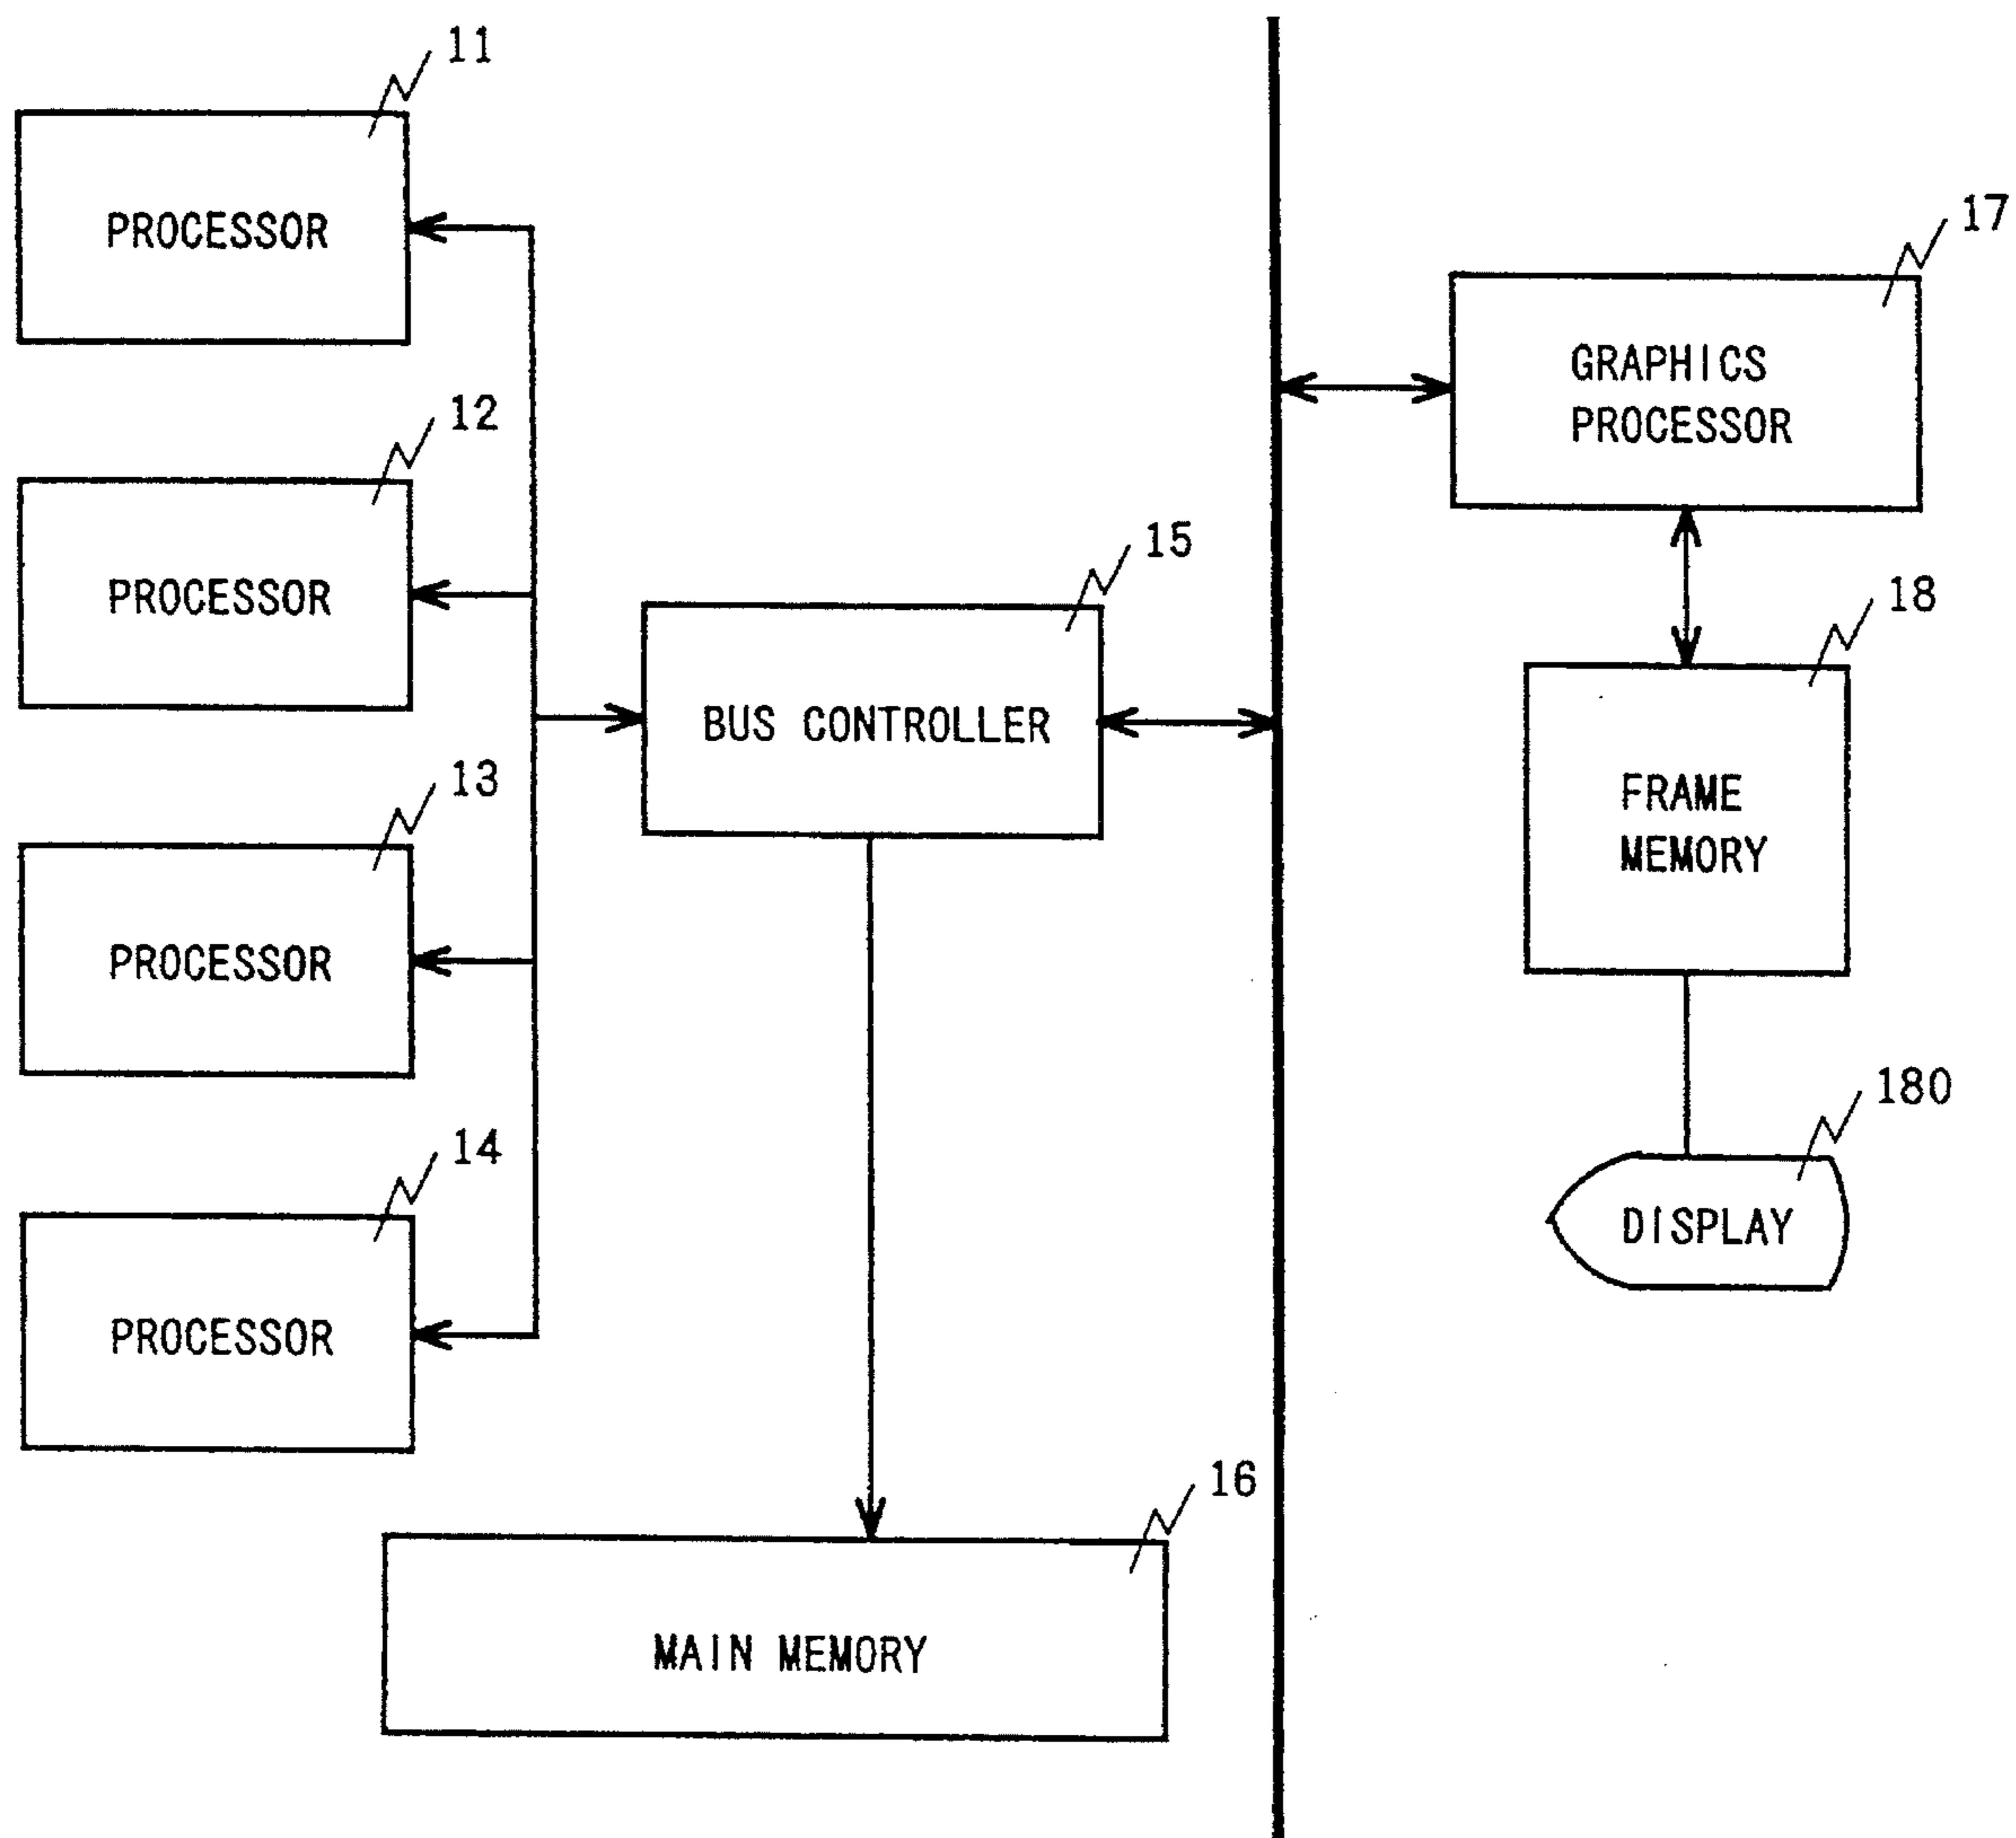 11
PROCESSOR
12
PROCESSOR
13
PROCESSOR
14
PROCESSOR
15
BUS CONTROLLER
16
MAIN MEMORY
17
GRAPHICS
PROCESSOR
18
FRAME
MEMORY
180
DISPLAY